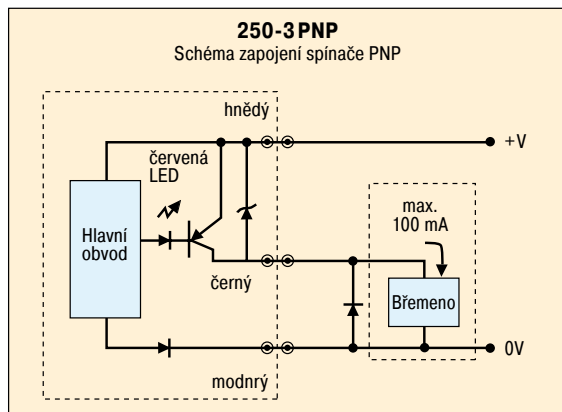 250-3 PNP
Schéma zapojení spínače PNP
hnědý
+V
červená
LED
max.
100 mA
Hlavní
obvod
černý
Břemeno
0V
modnrý